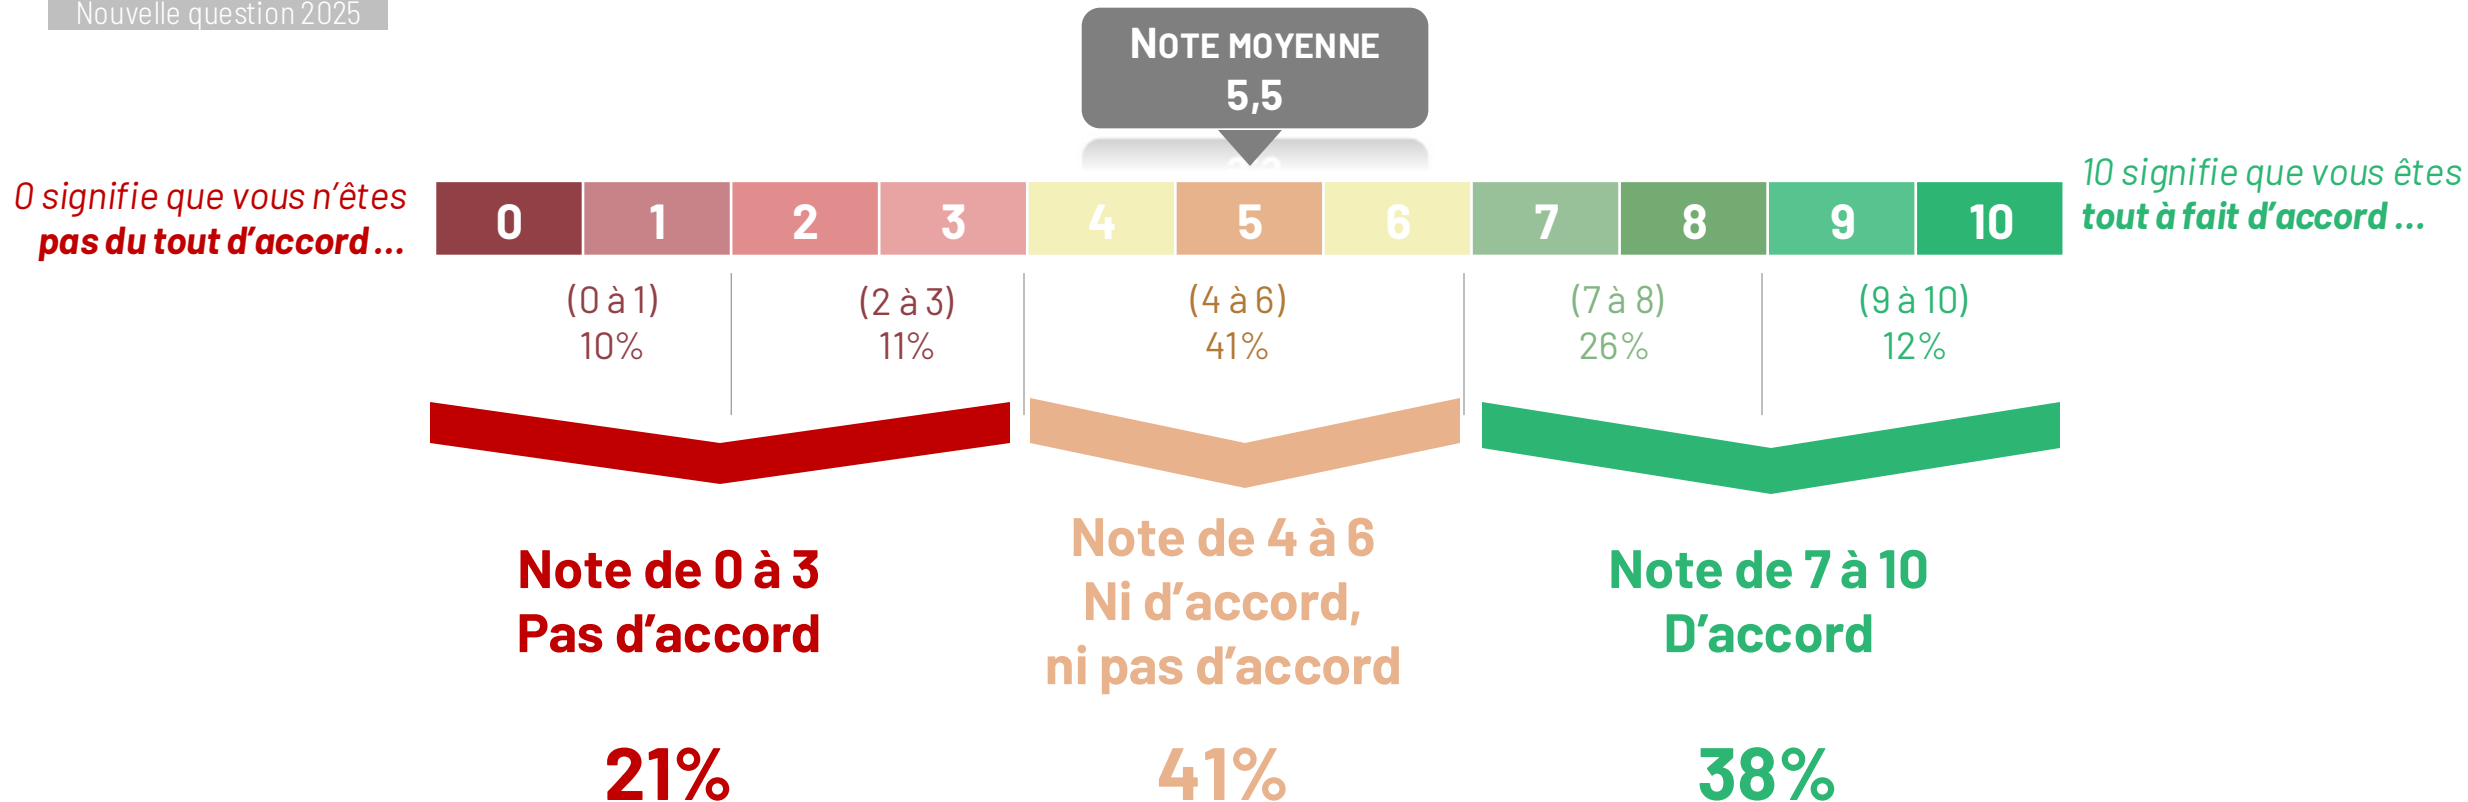 Nouvelle question 2025
NOTE MOYENNE
5,5
0 signifie que vous n’êtes
pas du tout d’accord …
0 1 2 3 4 5 6 7 8 9 10
10 signifie que vous êtes
tout à fait d’accord …
(0 à 1) (2 à 3) (4 à 6) (7 à 8) (9 à 10)
10% 11% 41% 26% 12%
Note de 0 à 3
Pas d’accord
21%
Note de 4 à 6
Ni d’accord,
ni pas d’accord
41%
Note de 7 à 10
D’accord
38%